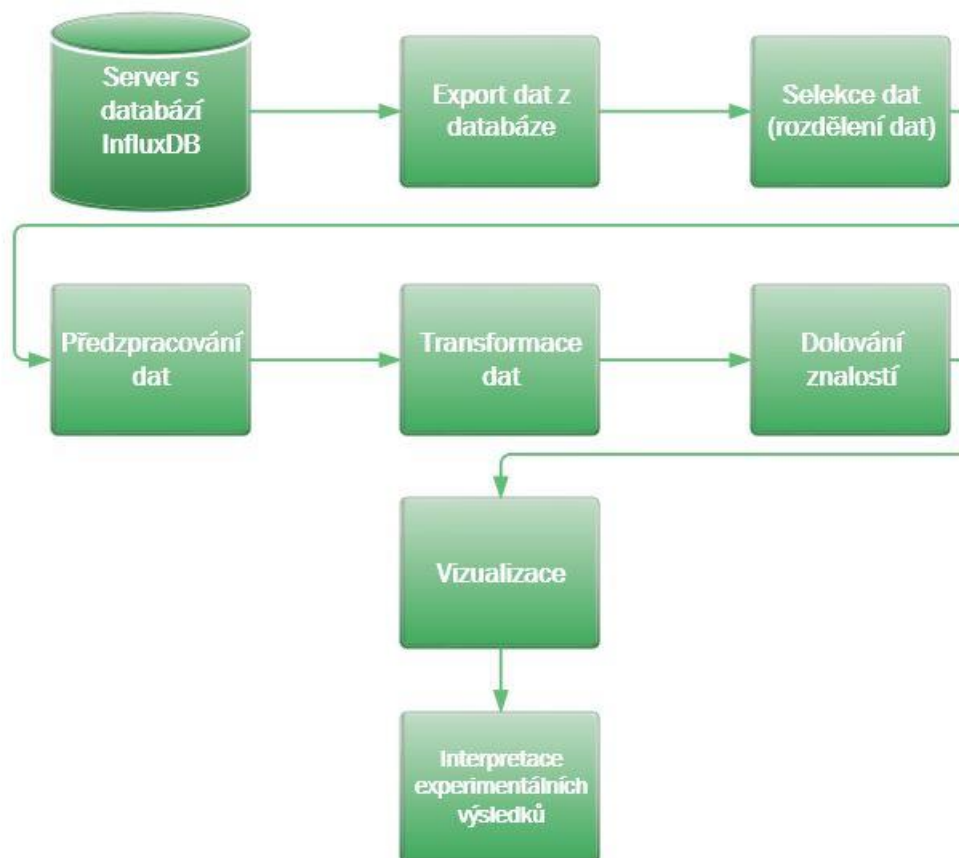 Server s
databází
InfluxDB
Export dat z
databáze
Selekce dat
(rozdělení dat)
Předzpracování
dat
Transformace
dat
Dolování
znalostí
Vizualizace
Interpretace
experimentálních
výsledků